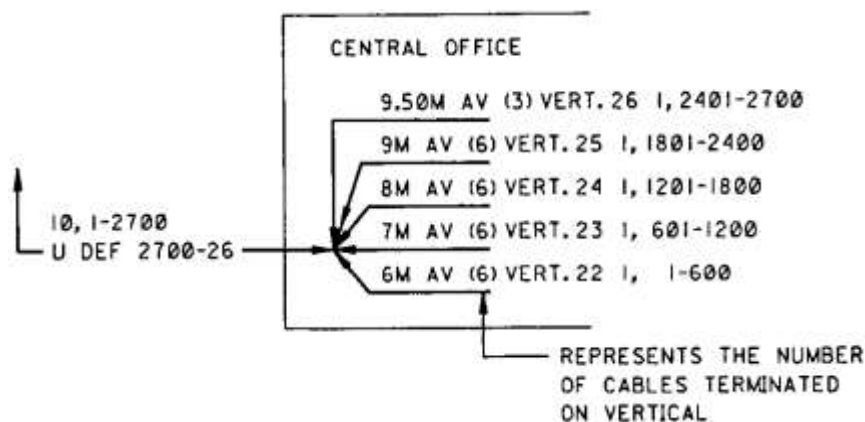 CENTRAL OFFICE
9.50M AV (3) VERT.26 1,2401-2700
9M AV (6) VERT.25 1,1801-2400
8M AV (6) VERT.24 1,1201-1800
10,1-2700
7M AV (6) VERT.23 1, 601-1200
U DEF 2700-26
6M AV (6) VERT.22 1, 1-600
REPRESENTS THE NUMBER
OF CABLES TERMINATED
ON VERTICAL